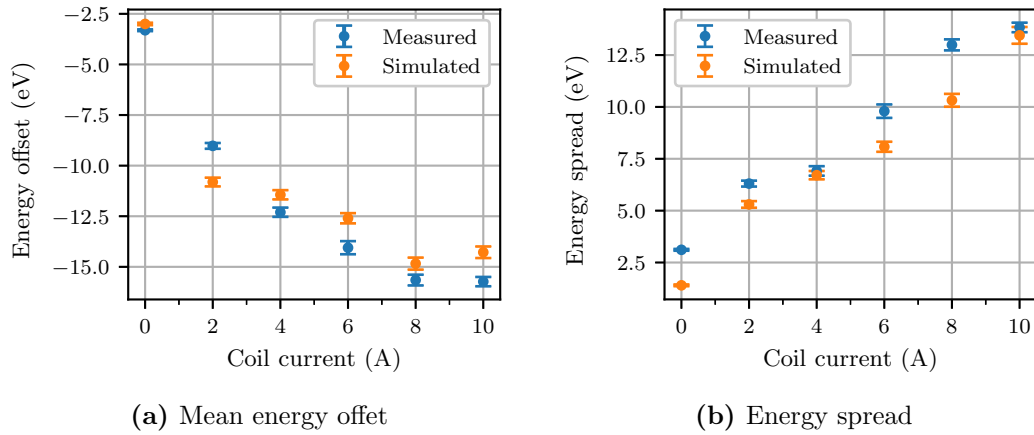 −2.5
−5.0
−7.5
−10.0
−12.5
−15.0
Energy offset (eV)
Measured
Simulated
0 2 4 6 8 10
Coil current (A)
(a) Mean energy offet
12.5
10.0
7.5
5.0
2.5
Energy spread (eV)
Measured
Simulated
0 2 4 6 8 10
Coil current (A)
(b) Energy spread